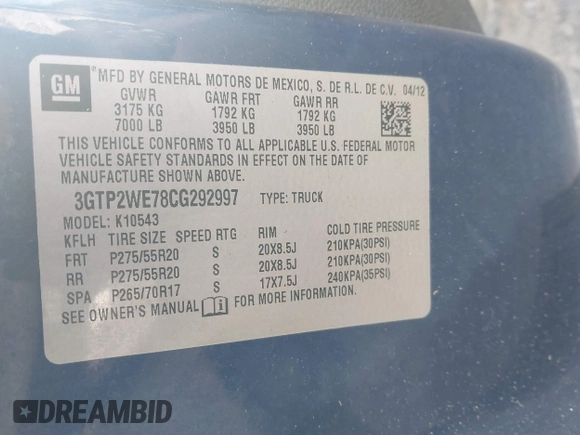 GM
MFD BY GENERAL MOTORS DE MEXICO, S. DE R.L. DE C.V. 04/12
GVWR GAWR FRT GAWR RR
3175 KG 1792 KG 1792 KG
7000 LB 3950 LB 3950 LB
THIS VEHICLE CONFORMS TO ALL APPLICABLE U.S. FEDERAL MOTOR
VEHICLE SAFETY STANDARDS IN EFFECT ON THE DATE OF
MANUFACTURE SHOWN ABOVE.
3GTP2WE78CG292997 TYPE: TRUCK
MODEL: K10543
KFLH TIRE SIZE SPEED RTG RIM COLD TIRE PRESSURE
FRT P275/55R20 S 20X8.5J 210KPA(30PSI)
RR P275/55R20 S 20X8.5J 210KPA(30PSI)
SPA P265/70R17 S 17X7.5J 240KPA(35PSI)
SEE OWNER'S MANUAL FOR MORE INFORMATION
DREAMBID